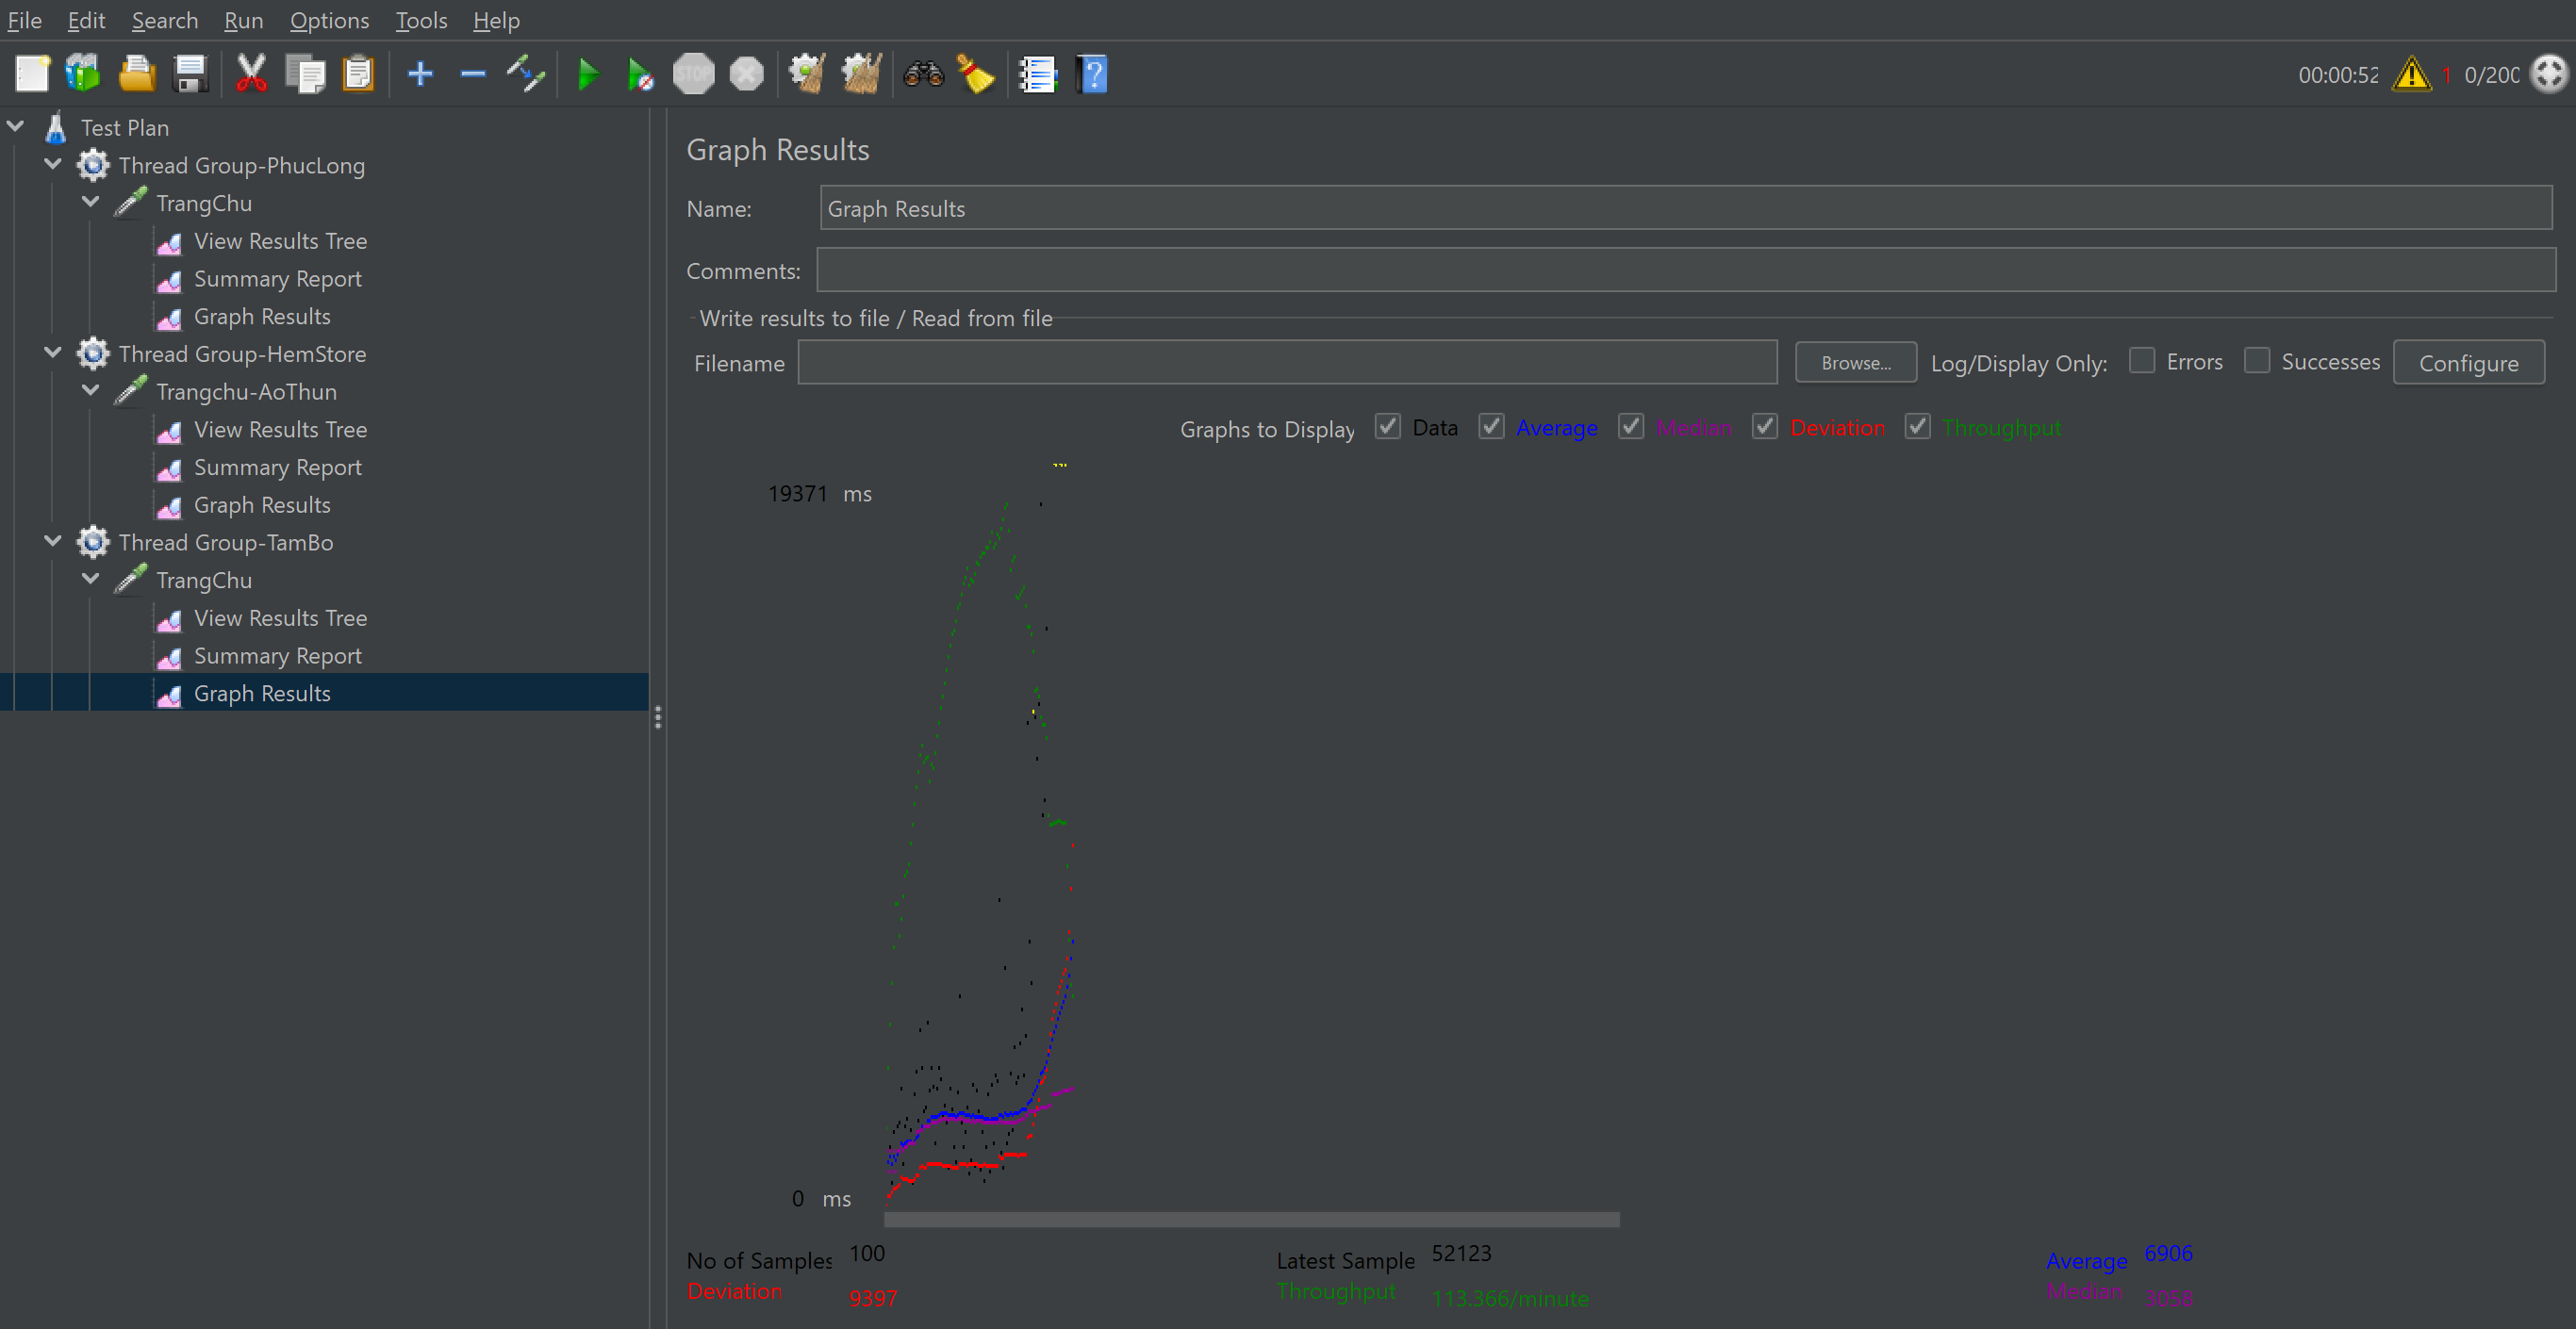 File Edit Search Run Options Tools Help
STOP
00:00:52 1 0/200
Test Plan
Thread Group-PhucLong
TrangChu
View Results Tree
Summary Report
Graph Results
Thread Group-HemStore
Trangchu-AoThun
View Results Tree
Summary Report
Graph Results
Thread Group-TamBo
TrangChu
View Results Tree
Summary Report
Graph Results
Graph Results
Name: Graph Results
Comments:
Write results to file / Read from file
Filename Browse... Log/Display Only: Errors Successes Configure
Graphs to Display Data Average Median Deviation Throughput
19371 ms
0 ms
No of Samples 100 Latest Sample 52123 Average 6906
Deviation 9397 Throughput 113.366/minute Median 3058